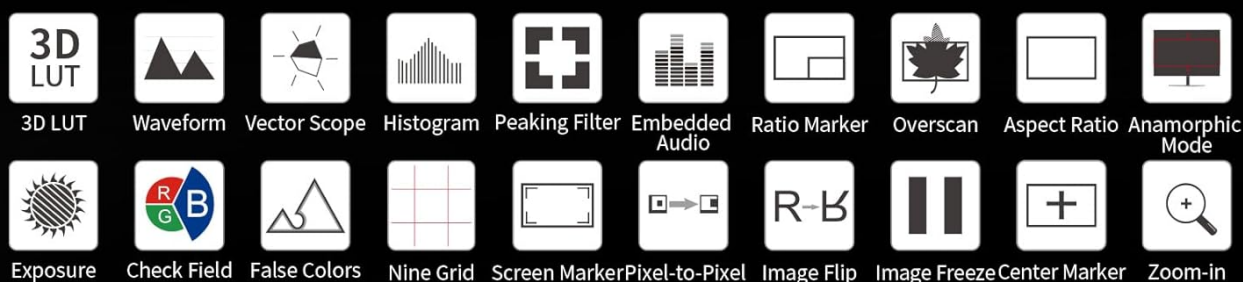 3D
LUT
3D LUT
Waveform
Vector Scope
Histogram
Peaking Filter
Embedded
Audio
Ratio Marker
Overscan
Aspect Ratio
Anamorphic
Mode
R
G
B
R-R
Exposure
Check Field
False Colors
Nine Grid
Screen Marker
Pixel-to-Pixel
Image Flip
Image Freeze
Center Marker
Zoom-in